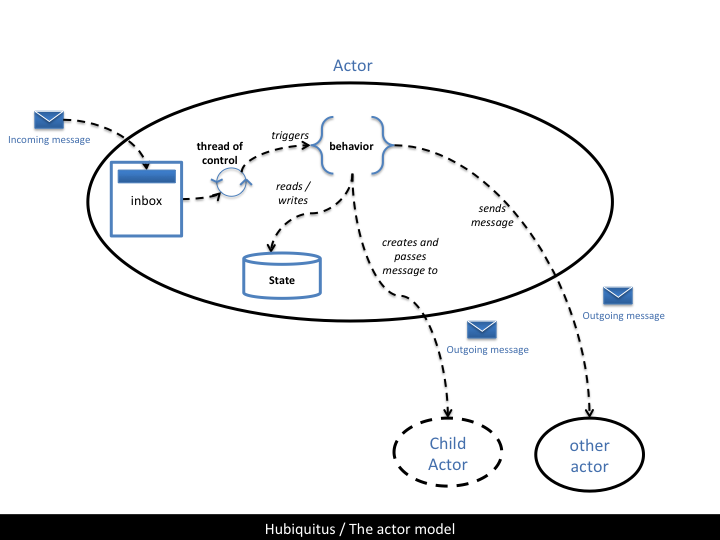 Actor
Incoming message
inbox
thread of
control
triggers
behavior
reads /
writes
State
creates and
passes
message to
sends
message
Outgoing message
Outgoing message
Child
Actor
other
actor
Hubiquitus / The actor model